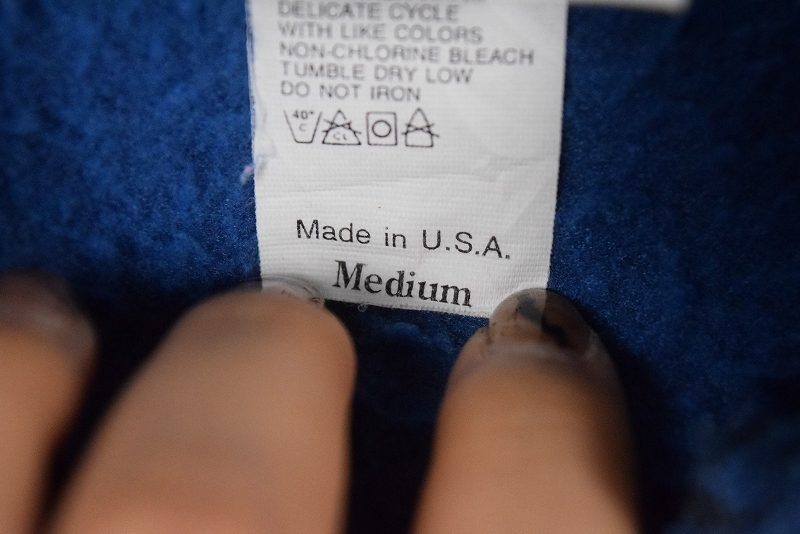 DELICATE CYCLE
WITH LIKE COLORS
NON-CHLORINE BLEACH
TUMBLE DRY LOW
DO NOT IRON
40°
C
CL
Made in U.S.A.
Medium